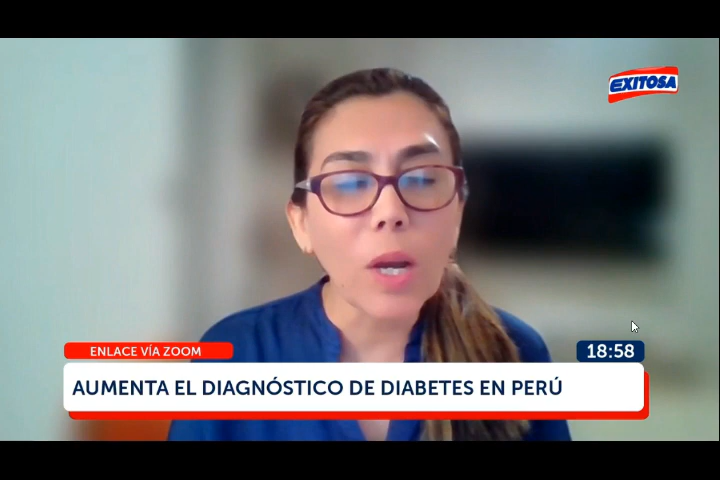 EXITOSA
ENLACE VÍA ZOOM
18:58
AUMENTA EL DIAGNÓSTICO DE DIABETES EN PERÚ